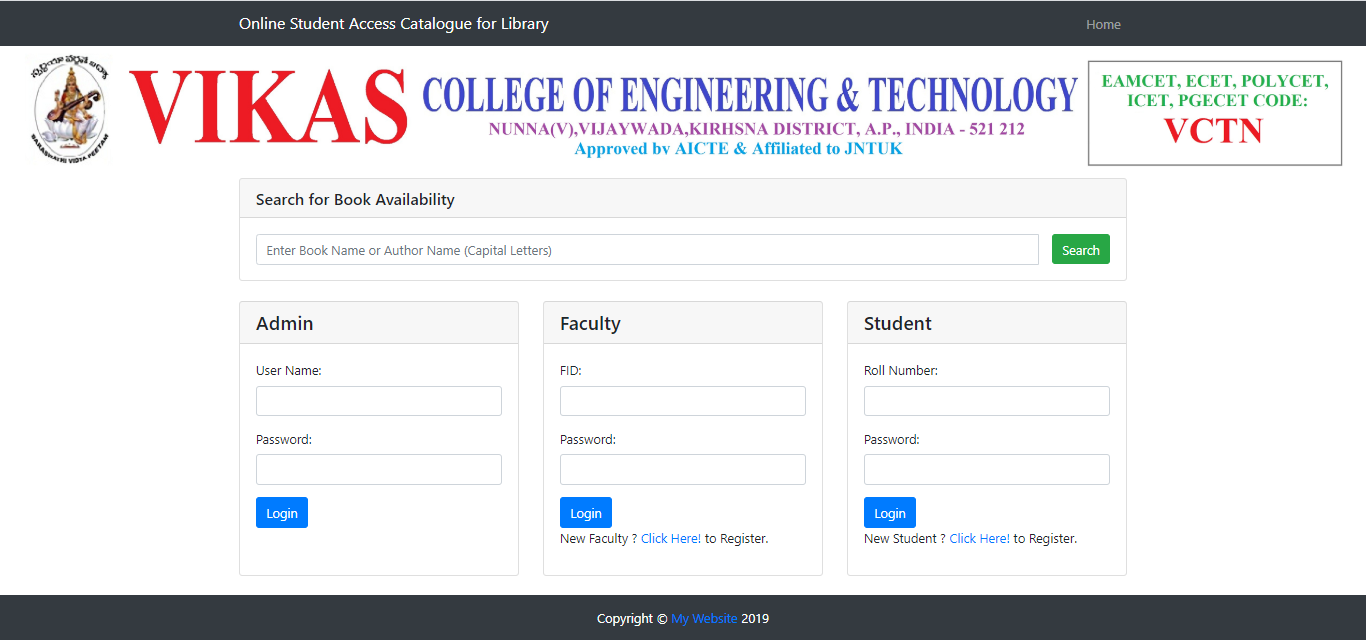 Online Student Access Catalogue for Library
Home
VIKAS
COLLEGE OF ENGINEERING & TECHNOLOGY
NUNNA(V),VIJAYWADA,KIRHSNA DISTRICT, A.P., INDIA - 521 212
Approved by AICTE & Affiliated to JNTUK
EAMCET, ECET, POLYCET,
ICET, PGECET CODE:
VCTN
SARASWATHI VIDYA PEETAM
Search for Book Availability
Enter Book Name or Author Name (Capital Letters)
Search
Admin
User Name:
Password:
Login
Faculty
FID:
Password:
Login
New Faculty ? Click Here! to Register.
Student
Roll Number:
Password:
Login
New Student ? Click Here! to Register.
Copyright © My Website 2019